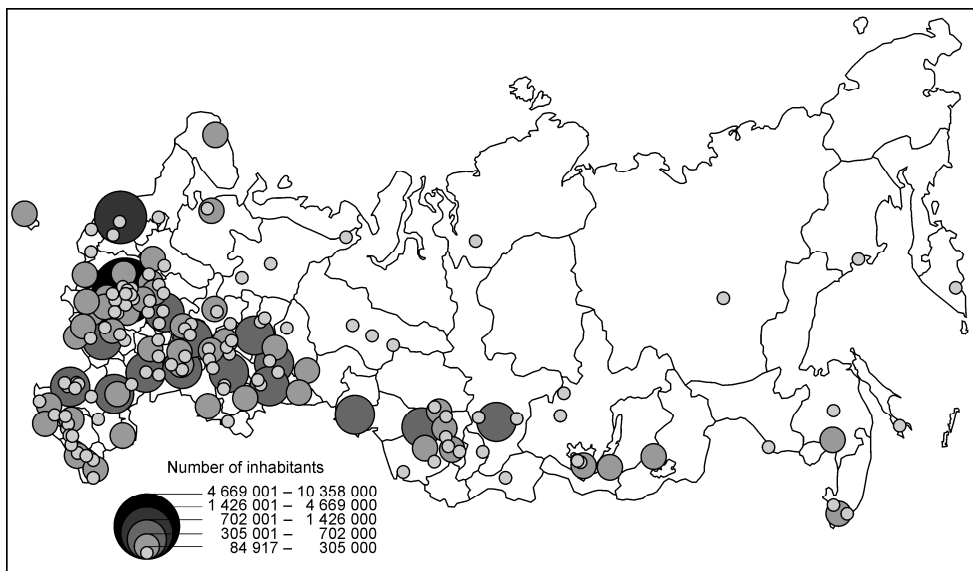 Number of inhabitants
4 669 001 – 10 358 000
1 426 001 – 4 669 000
702 001 – 1 426 000
305 001 – 702 000
84 917 – 305 000